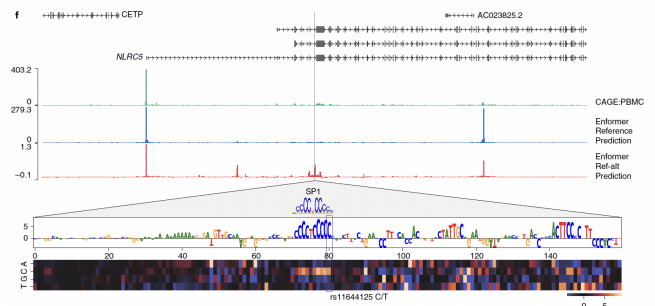 f
CETP
AC023825.2
NLRC5
403.2
0
CAGE:PBMC
279.3
0
Enformer
Reference
Prediction
1.3
–0.1
Enformer
Ref-alt
Prediction
SP1
5
0
0 20 40 60 80 100 120 140
T G C A
rs11644125 C/T
0 5